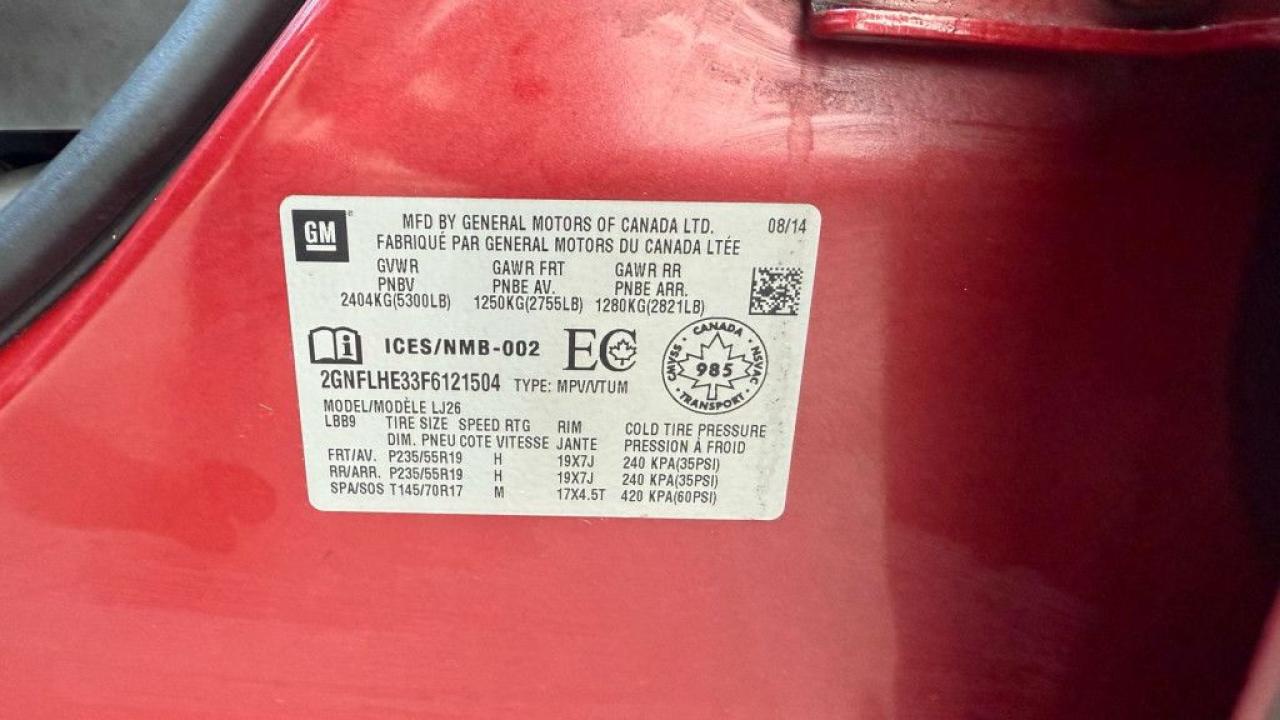 GM
MFD BY GENERAL MOTORS OF CANADA LTD. 08/14
FABRIQUÉ PAR GENERAL MOTORS DU CANADA LTÉE
GVWR GAWR FRT GAWR RR
PNBV PNBE AV. PNBE ARR.
2404KG(5300LB) 1250KG(2755LB) 1280KG(2821LB)
ICES/NMB-002 EC
CANADA
CMVSS 985 NSVAC
TRANSPORT
2GNFLHE33F6121504 TYPE: MPV/VTUM
MODEL/MODÈLE LJ26
LBB9 TIRE SIZE SPEED RTG RIM COLD TIRE PRESSURE
DIM. PNEU COTE VITESSE JANTE PRESSION À FROID
FRT/AV. P235/55R19 H 19X7J 240 KPA(35PSI)
RR/ARR. P235/55R19 H 19X7J 240 KPA(35PSI)
SPA/SOS T145/70R17 M 17X4.5T 420 KPA(60PSI)